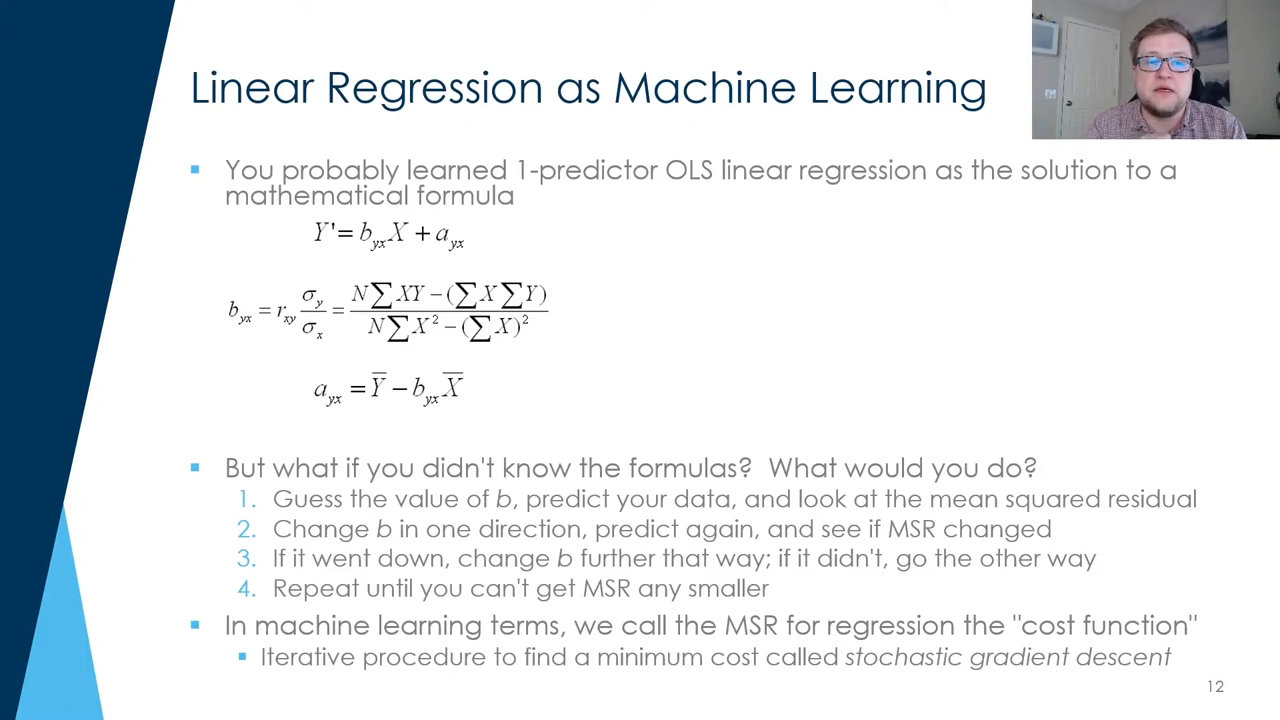 Linear Regression as Machine Learning
▪ You probably learned 1-predictor OLS linear regression as the solution to a
mathematical formula
Y'= b_yx X + a_yx
b_yx = r_xy σ_y/σ_x = (N∑XY − (∑X∑Y))/(N∑X² − (∑X)²)
a_yx = Y̅ − b_yx X̅
▪ But what if you didn't know the formulas? What would you do?
1. Guess the value of b, predict your data, and look at the mean squared residual
2. Change b in one direction, predict again, and see if MSR changed
3. If it went down, change b further that way; if it didn't, go the other way
4. Repeat until you can't get MSR any smaller
▪ In machine learning terms, we call the MSR for regression the "cost function"
▪ Iterative procedure to find a minimum cost called stochastic gradient descent
12